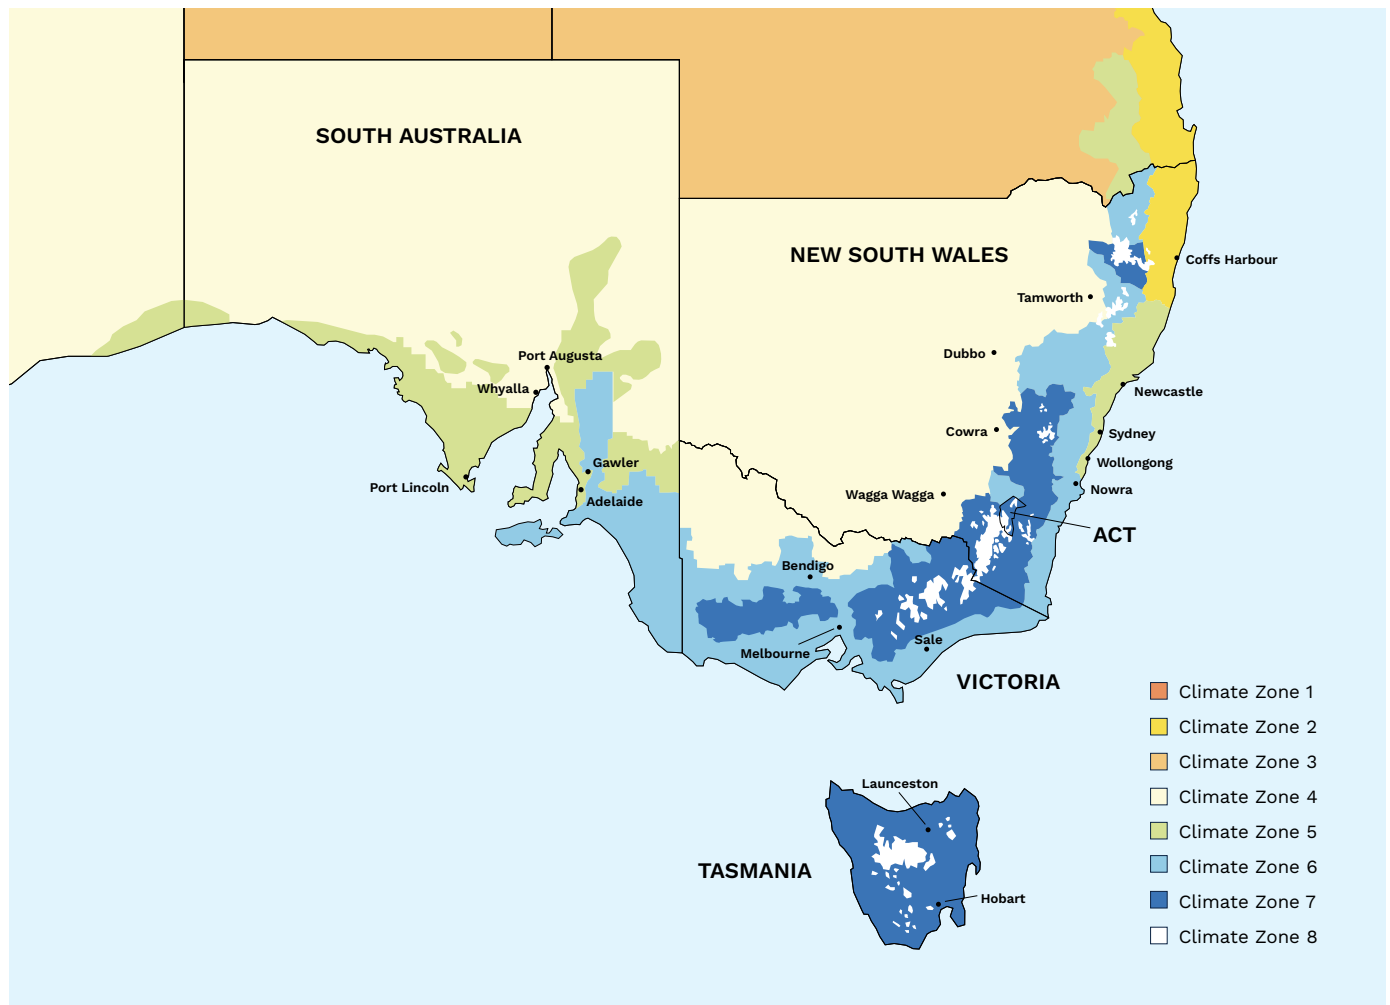 SOUTH AUSTRALIA
NEW SOUTH WALES
Coffs Harbour
Tamworth
Dubbo
Port Augusta
Whyalla
Newcastle
Cowra
Sydney
Gawler
Wollongong
Port Lincoln
Adelaide
Wagga Wagga
Nowra
ACT
Bendigo
Sale
Melbourne
VICTORIA
Climate Zone 1
Climate Zone 2
Climate Zone 3
Climate Zone 4
Climate Zone 5
Climate Zone 6
Climate Zone 7
Climate Zone 8
Launceston
TASMANIA
Hobart